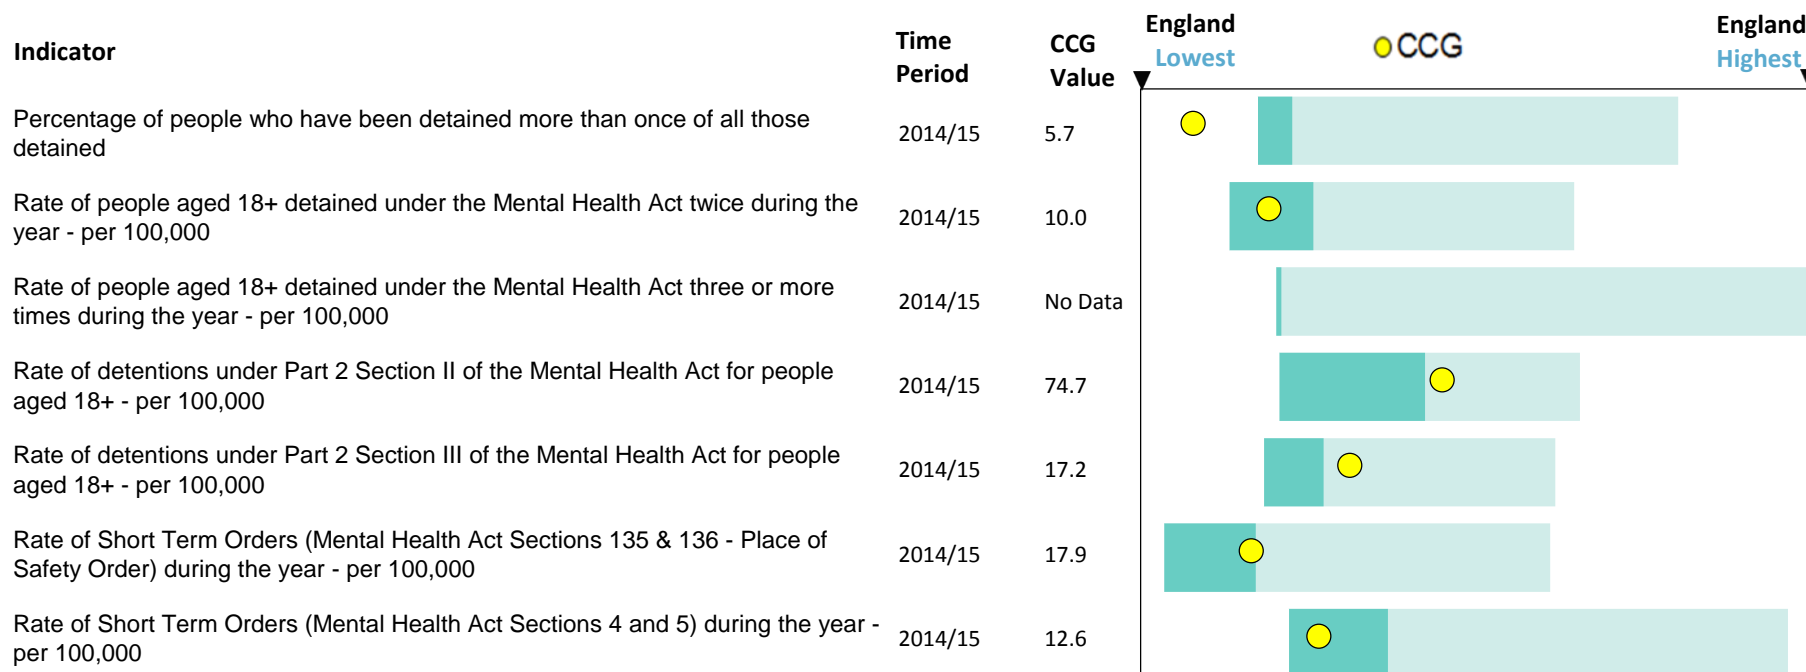 Indicator
Time
Period
CCG
Value
England
Lowest
CCG
England
Highest
Percentage of people who have been detained more than once of all those
detained
2014/15
5.7
Rate of people aged 18+ detained under the Mental Health Act twice during the
year - per 100,000
2014/15
10.0
Rate of people aged 18+ detained under the Mental Health Act three or more
times during the year - per 100,000
2014/15
No Data
Rate of detentions under Part 2 Section II of the Mental Health Act for people
aged 18+ - per 100,000
2014/15
74.7
Rate of detentions under Part 2 Section III of the Mental Health Act for people
aged 18+ - per 100,000
2014/15
17.2
Rate of Short Term Orders (Mental Health Act Sections 135 & 136 - Place of
Safety Order) during the year - per 100,000
2014/15
17.9
Rate of Short Term Orders (Mental Health Act Sections 4 and 5) during the year -
per 100,000
2014/15
12.6